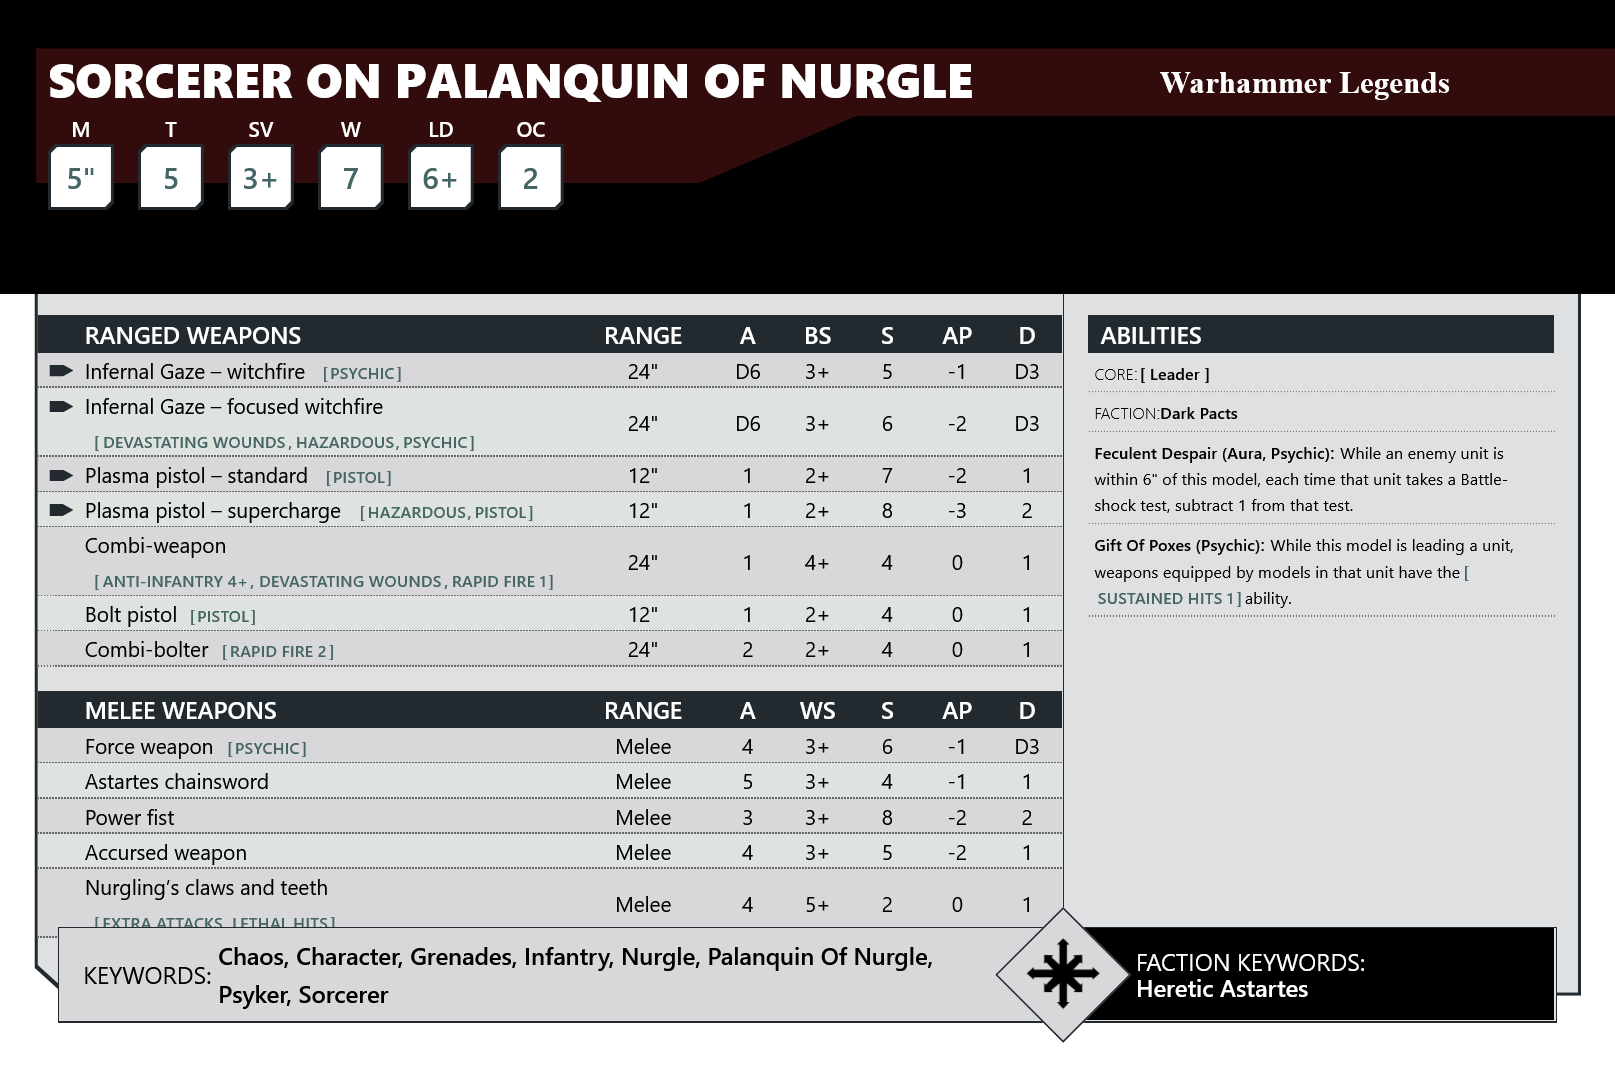 SORCERER ON PALANQUIN OF NURGLE
Warhammer Legends
M T SV W LD OC
5" 5 3+ 7 6+ 2
RANGED WEAPONS RANGE A BS S AP D
Infernal Gaze – witchfire [PSYCHIC] 24" D6 3+ 5 -1 D3
Infernal Gaze – focused witchfire
[DEVASTATING WOUNDS, HAZARDOUS, PSYCHIC] 24" D6 3+ 6 -2 D3
Plasma pistol – standard [PISTOL] 12" 1 2+ 7 -2 1
Plasma pistol – supercharge [HAZARDOUS, PISTOL] 12" 1 2+ 8 -3 2
Combi-weapon
[ANTI-INFANTRY 4+, DEVASTATING WOUNDS, RAPID FIRE 1] 24" 1 4+ 4 0 1
Bolt pistol [PISTOL] 12" 1 2+ 4 0 1
Combi-bolter [RAPID FIRE 2] 24" 2 2+ 4 0 1
MELEE WEAPONS RANGE A WS S AP D
Force weapon [PSYCHIC] Melee 4 3+ 6 -1 D3
Astartes chainsword Melee 5 3+ 4 -1 1
Power fist Melee 3 3+ 8 -2 2
Accursed weapon Melee 4 3+ 5 -2 1
Nurgling’s claws and teeth
[EXTRA ATTACKS, LETHAL HITS] Melee 4 5+ 2 0 1
ABILITIES
CORE: [ Leader ]
FACTION:Dark Pacts
Feculent Despair (Aura, Psychic): While an enemy unit is
within 6" of this model, each time that unit takes a Battle-
shock test, subtract 1 from that test.
Gift Of Poxes (Psychic): While this model is leading a unit,
weapons equipped by models in that unit have the [
SUSTAINED HITS 1] ability.
KEYWORDS: Chaos, Character, Grenades, Infantry, Nurgle, Palanquin Of Nurgle,
Psyker, Sorcerer
FACTION KEYWORDS:
Heretic Astartes